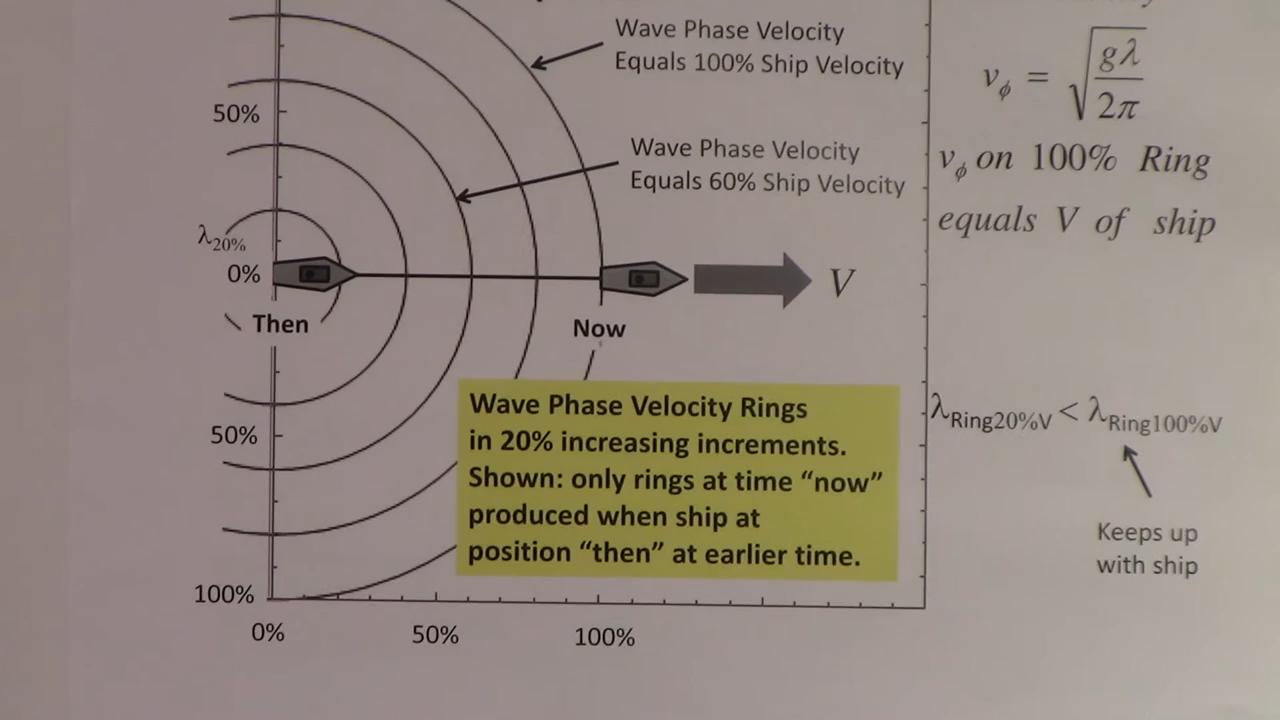 Wave Phase Velocity
Equals 100% Ship Velocity
50%
Wave Phase Velocity
Equals 60% Ship Velocity
λ20%
0%
Then
Now
V
50%
100%
0%
50%
100%
Wave Phase Velocity Rings
in 20% increasing increments.
Shown: only rings at time “now”
produced when ship at
position “then” at earlier time.
vϕ = √(gλ/2π)
vϕ on 100% Ring
equals V of ship
λRing20%V < λRing100%V
Keeps up
with ship